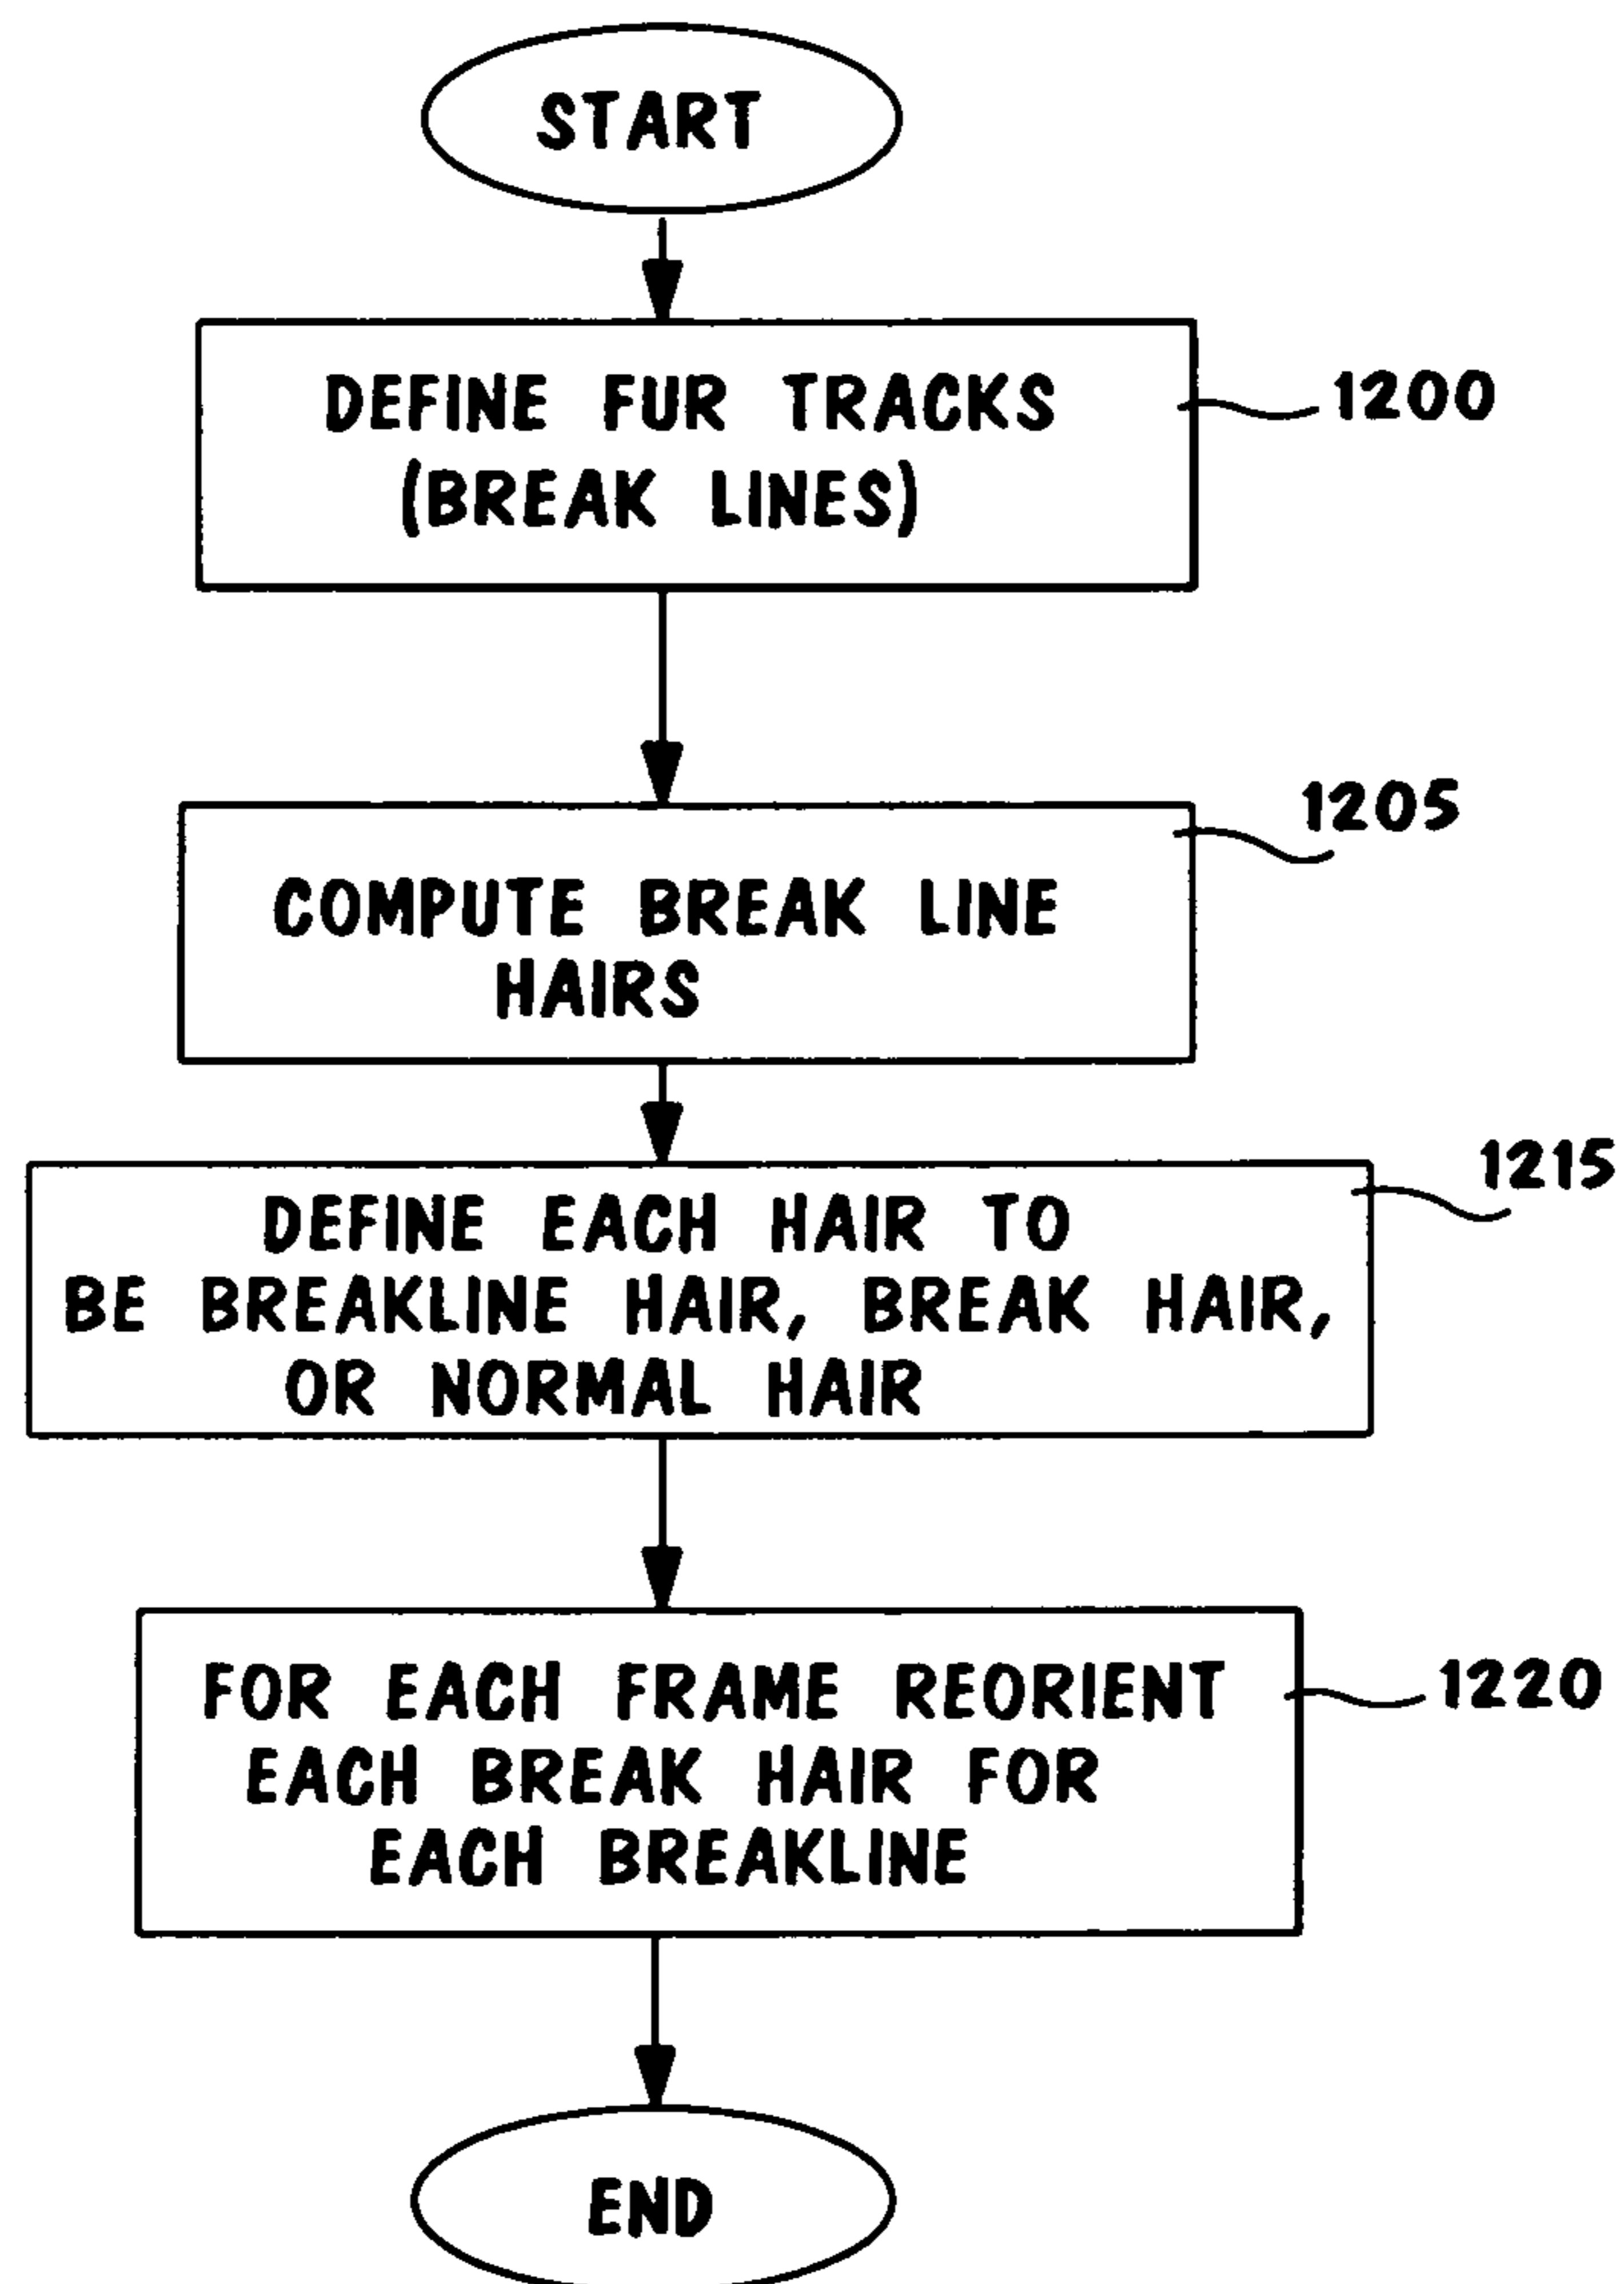 START
DEFINE FUR TRACKS
(BREAK LINES)
1200
1205
COMPUTE BREAK LINE
HAIRS
1215
DEFINE EACH HAIR TO
BE BREAKLINE HAIR, BREAK HAIR,
OR NORMAL HAIR
FOR EACH FRAME REORIENT
EACH BREAK HAIR FOR
EACH BREAKLINE
1220
END